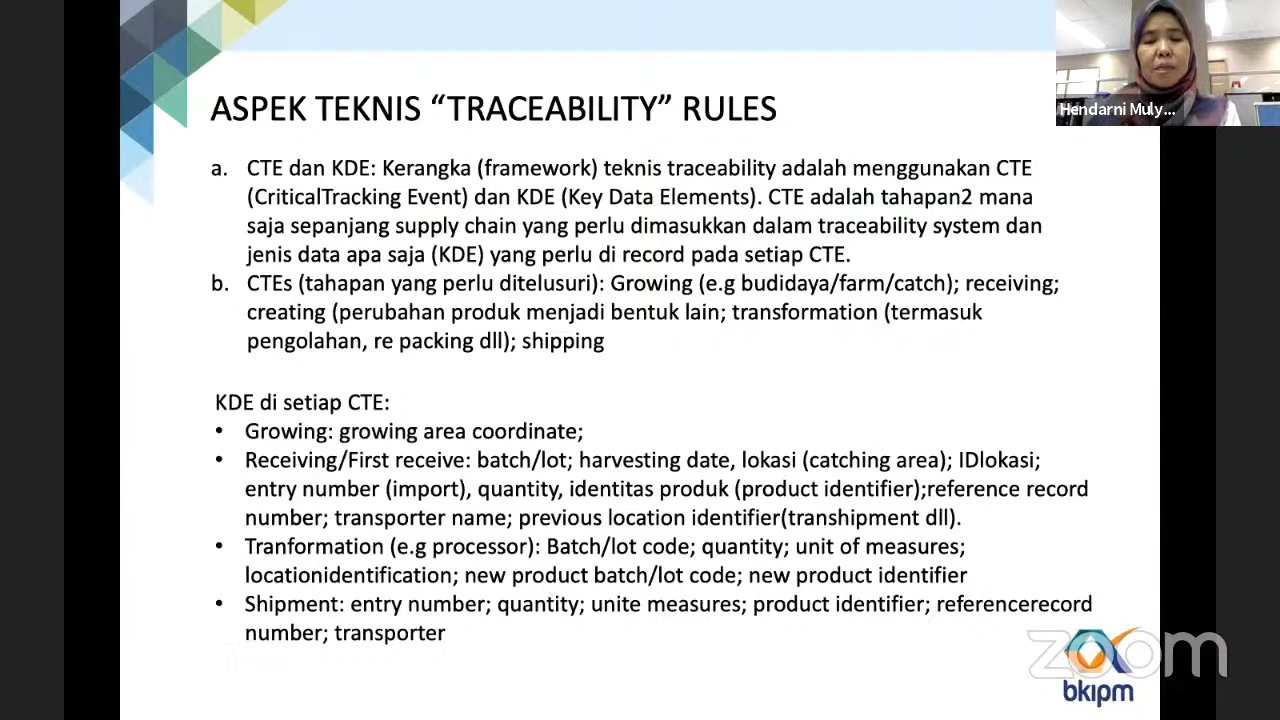 ASPEK TEKNIS “TRACEABILITY” RULES
Hendarni Muly...
a. CTE dan KDE: Kerangka (framework) teknis traceability adalah menggunakan CTE
(CriticalTracking Event) dan KDE (Key Data Elements). CTE adalah tahapan2 mana
saja sepanjang supply chain yang perlu dimasukkan dalam traceability system dan
jenis data apa saja (KDE) yang perlu di record pada setiap CTE.
b. CTEs (tahapan yang perlu ditelusuri): Growing (e.g budidaya/farm/catch); receiving;
creating (perubahan produk menjadi bentuk lain; transformation (termasuk
pengolahan, re packing dll); shipping
KDE di setiap CTE:
• Growing: growing area coordinate;
• Receiving/First receive: batch/lot; harvesting date, lokasi (catching area); IDlokasi;
entry number (import), quantity, identitas produk (product identifier);reference record
number; transporter name; previous location identifier(transhipment dll).
• Tranformation (e.g processor): Batch/lot code; quantity; unit of measures;
locationidentification; new product batch/lot code; new product identifier
• Shipment: entry number; quantity; unite measures; product identifier; referencerecord
number; transporter
zoom
bkipm